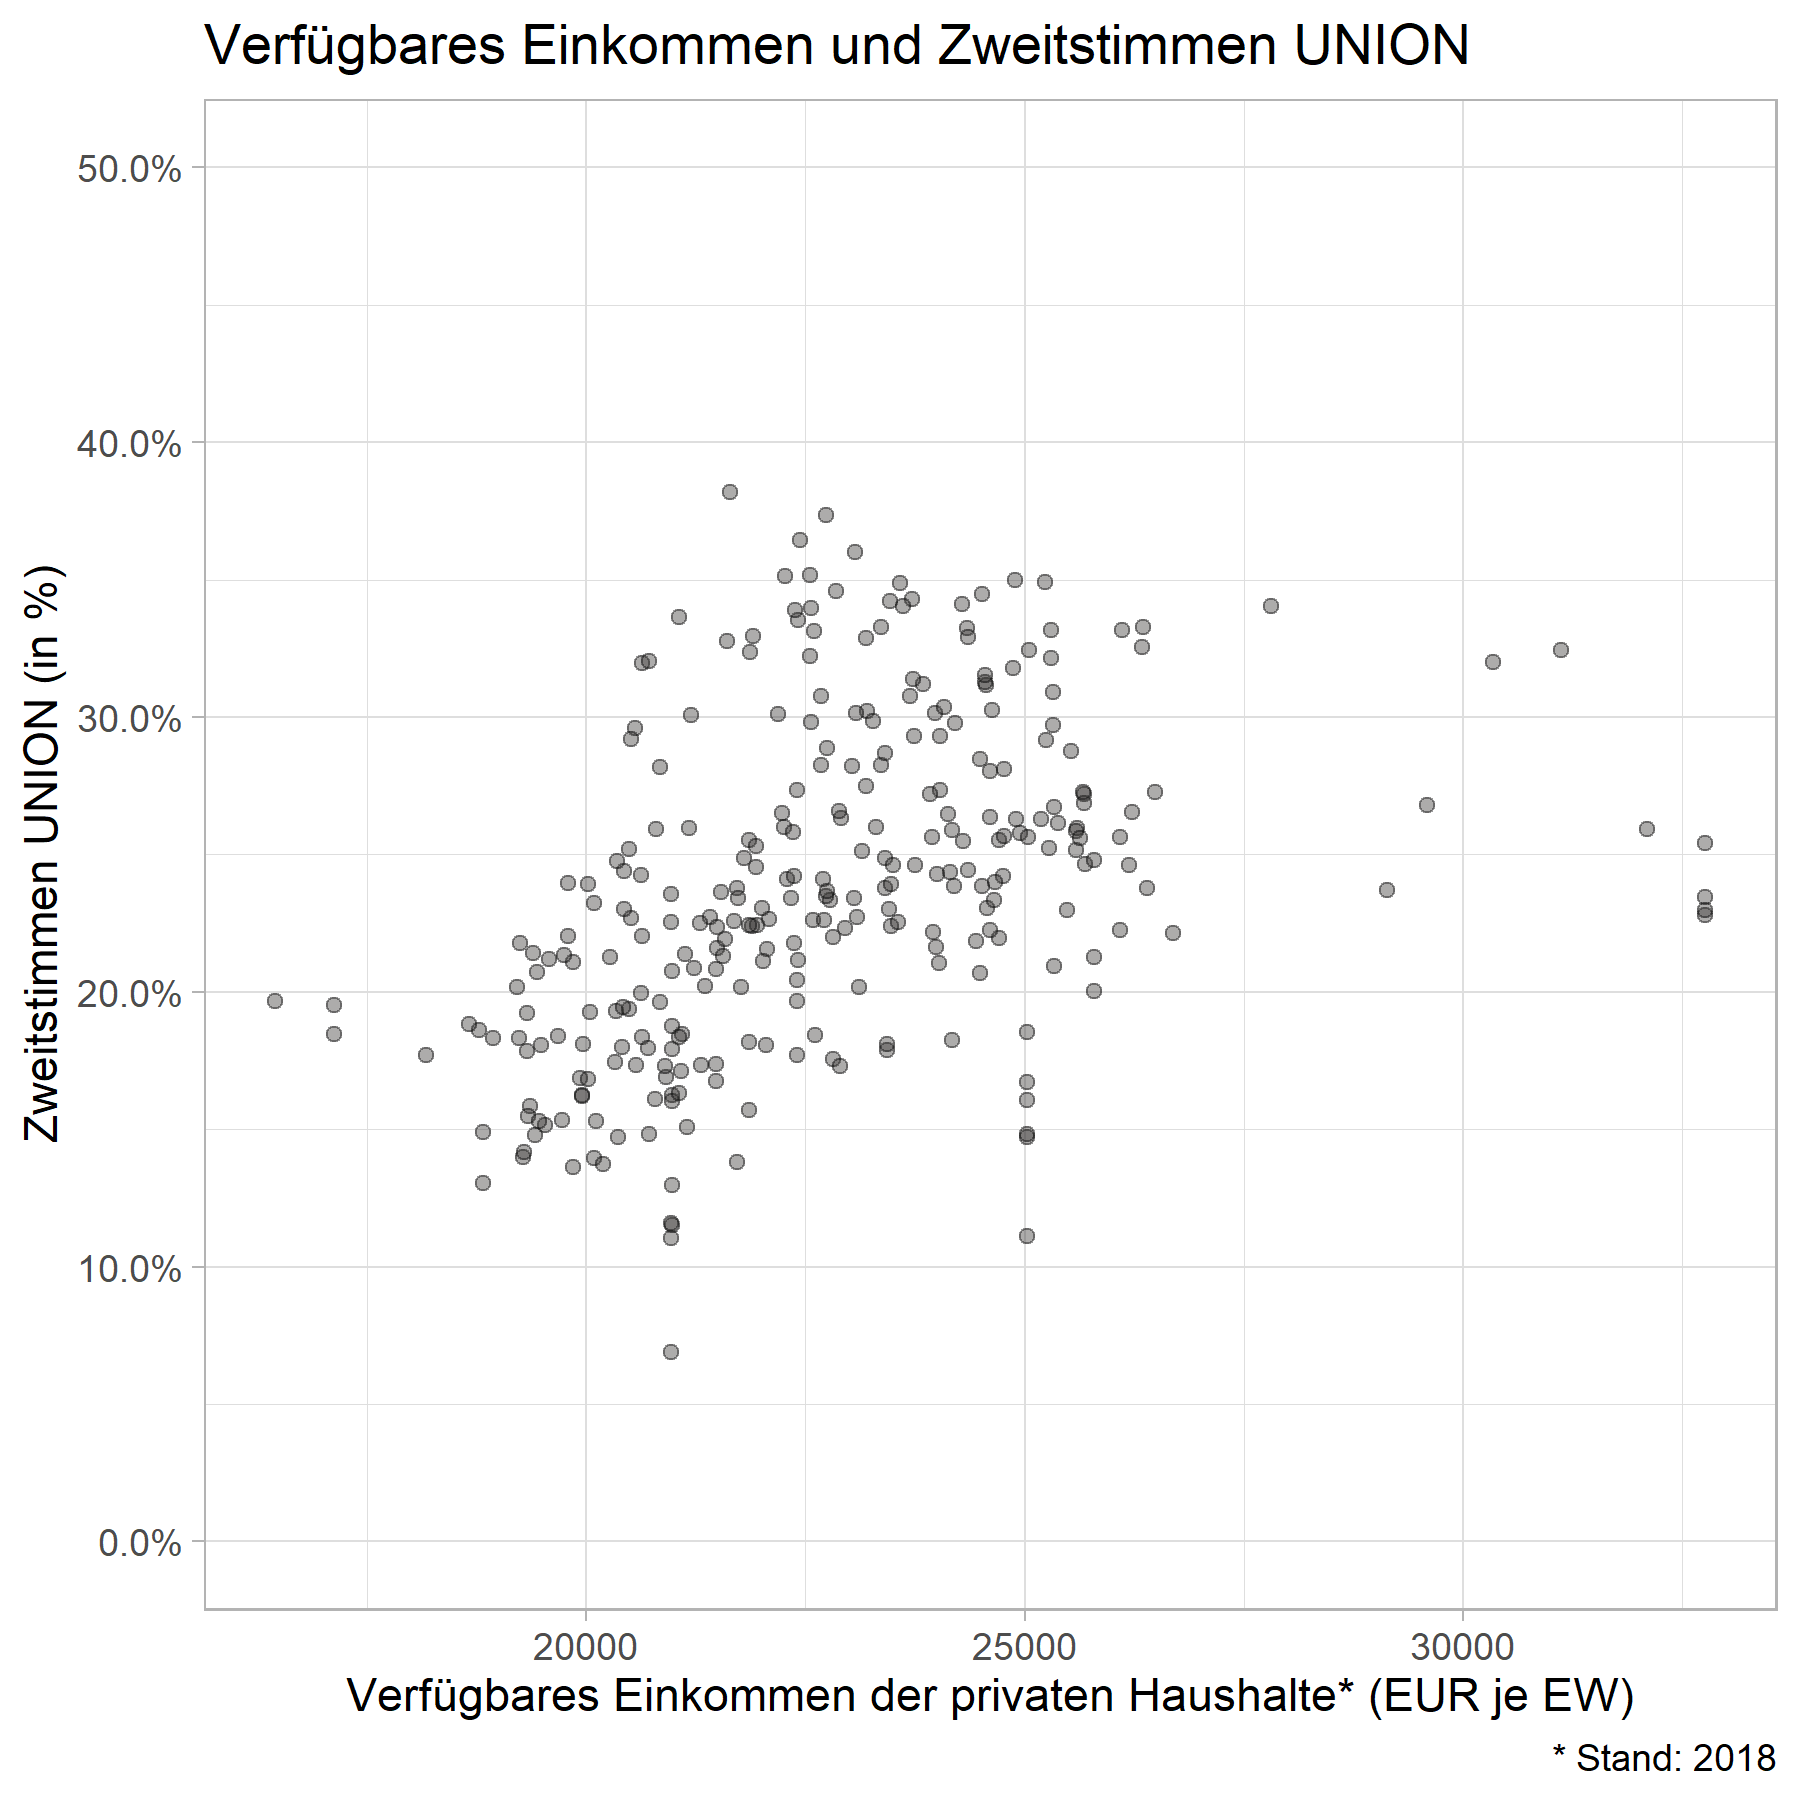 Verfügbares Einkommen und Zweitstimmen UNION
Zweitstimmen UNION (in %)
50.0%
40.0%
30.0%
20.0%
10.0%
0.0%
20000 25000 30000
Verfügbares Einkommen der privaten Haushalte* (EUR je EW)
* Stand: 2018